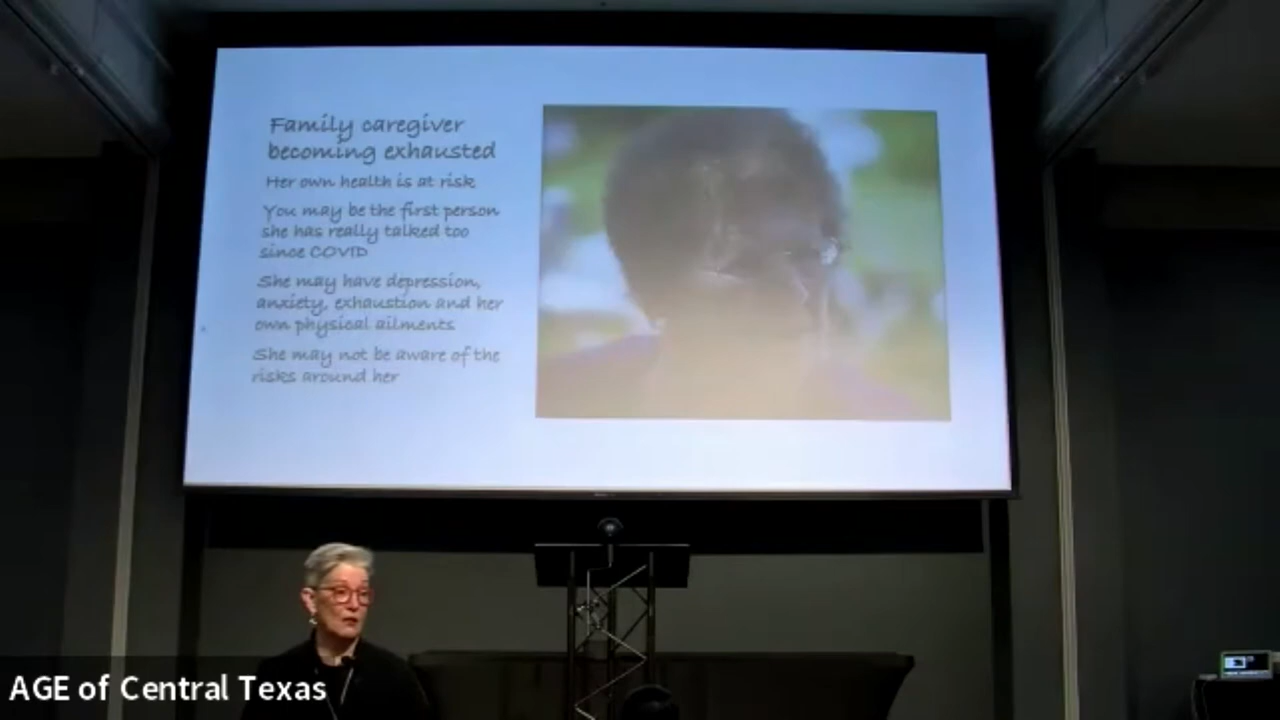 Family caregiver
becoming exhausted
Her own health is at risk
You may be the first person
she has really talked too
since COVID
She may have depression,
anxiety, exhaustion and her
own physical ailments
She may not be aware of the
risks around her
AGE of Central Texas